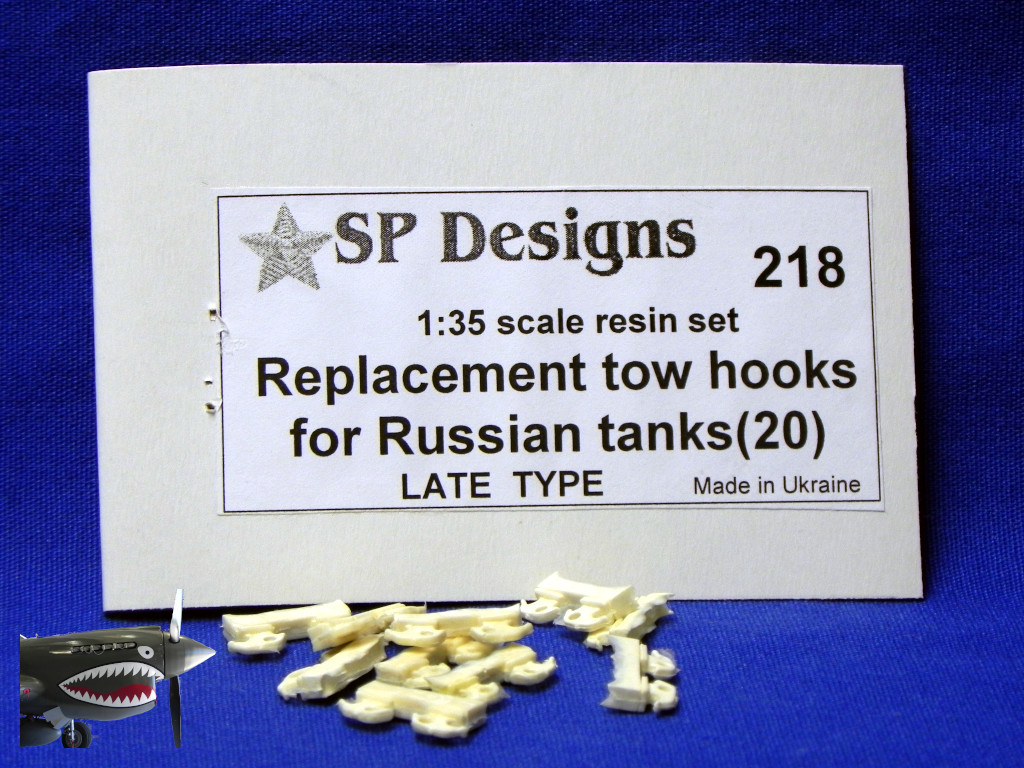 SP Designs
218
1:35 scale resin set
Replacement tow hooks
for Russian tanks(20)
LATE TYPE
Made in Ukraine